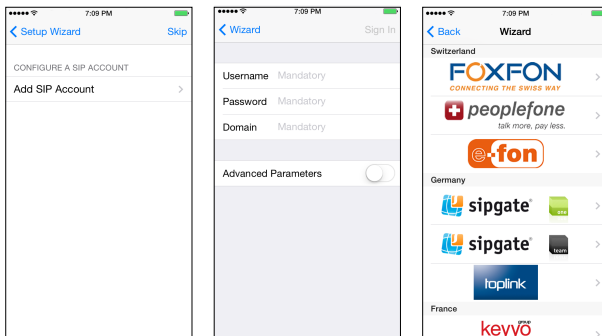 7:09 PM
Setup Wizard
Skip
CONFIGURE A SIP ACCOUNT
Add SIP Account
7:09 PM
Wizard
Sign In
Username Mandatory
Password Mandatory
Domain Mandatory
Advanced Parameters
7:09 PM
Back
Wizard
Switzerland
FOXFON
CONNECTING THE SWISS WAY
peoplefone
talk more, pay less.
e-fon
Germany
sipgate
one
sipgate
team
toplink
France
keyyo
group